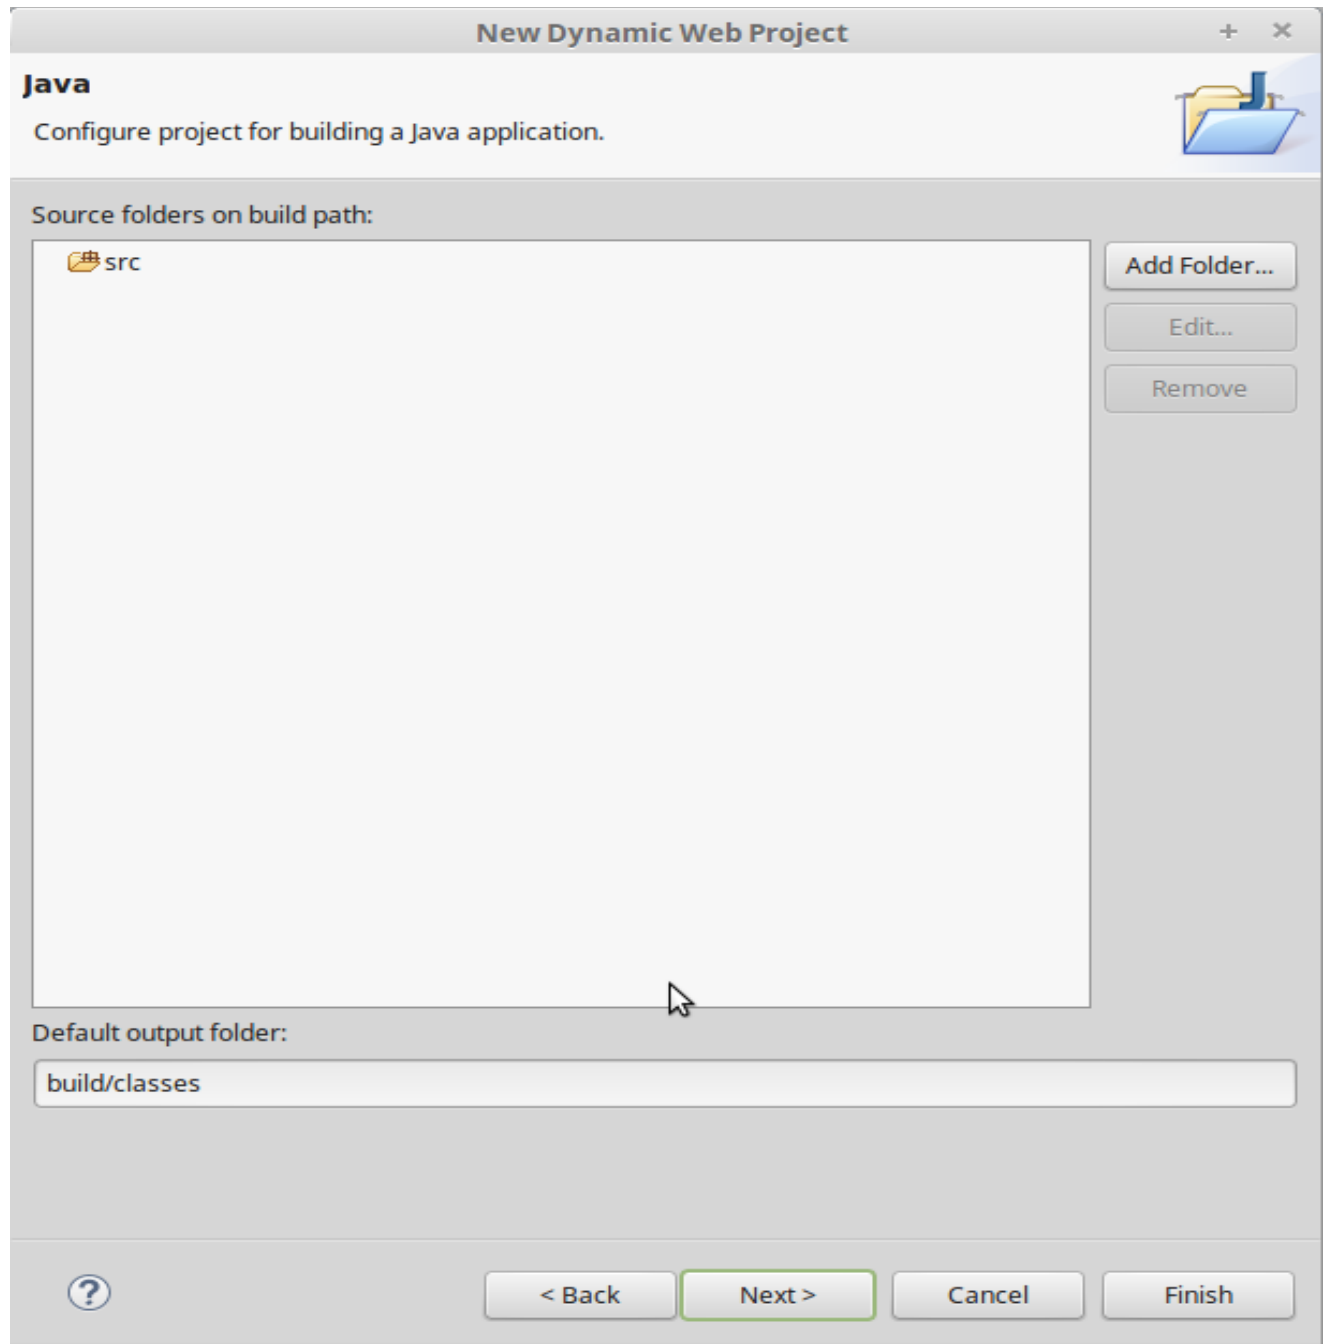 New Dynamic Web Project
Java
Configure project for building a Java application.
Source folders on build path:
src
Add Folder...
Edit...
Remove
Default output folder:
build/classes
?
< Back
Next >
Cancel
Finish